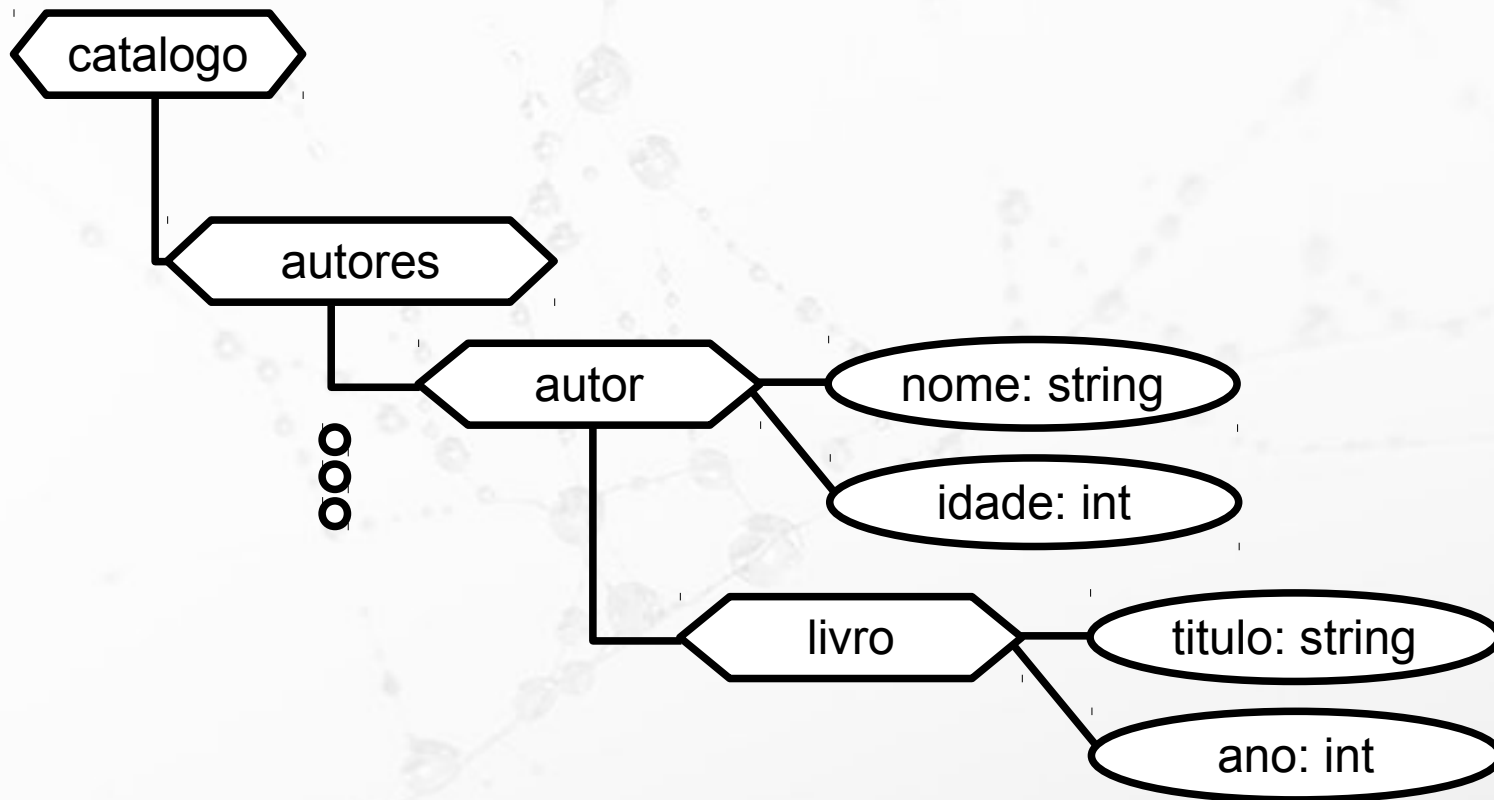 catalogo
autores
autor
nome: string
idade: int
livro
titulo: string
ano: int